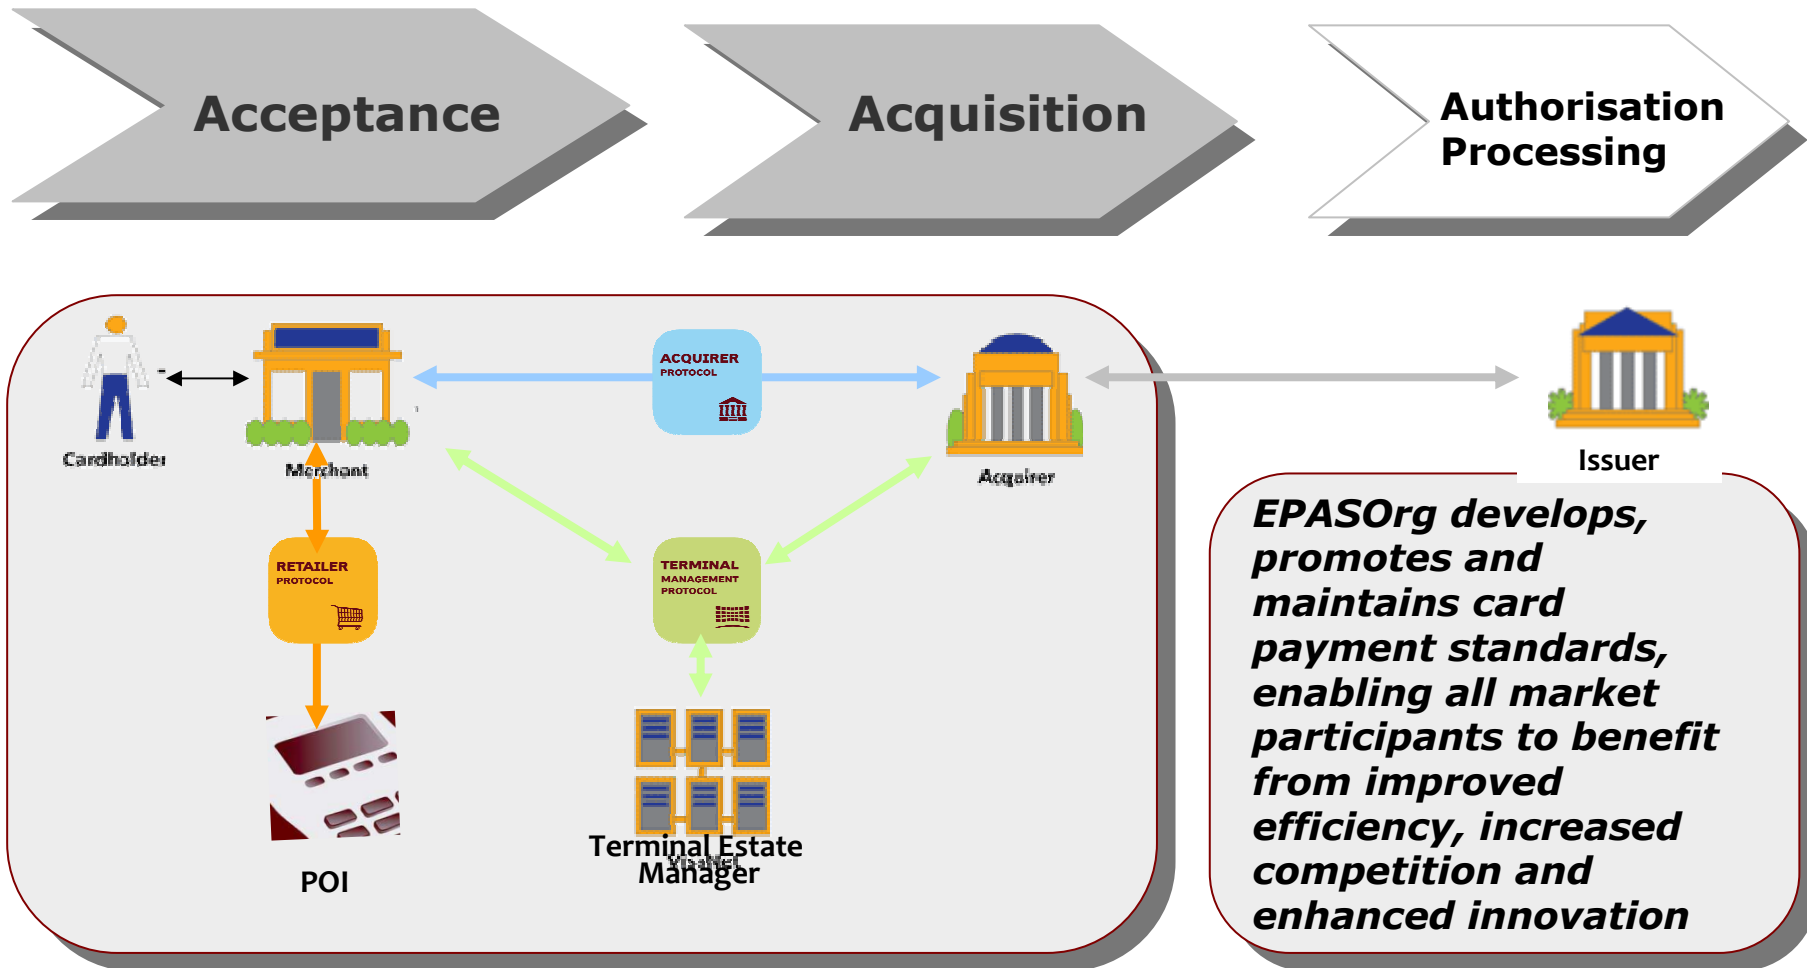 Acceptance
Acquisition
Authorisation
Processing
ACQUIRER
PROTOCOL
Cardholder
Merchant
Acquirer
Issuer
RETAILER
PROTOCOL
TERMINAL
MANAGEMENT
PROTOCOL
POI
Terminal Estate
VisaNet
Manager
EPASOrg develops,
promotes and
maintains card
payment standards,
enabling all market
participants to benefit
from improved
efficiency, increased
competition and
enhanced innovation